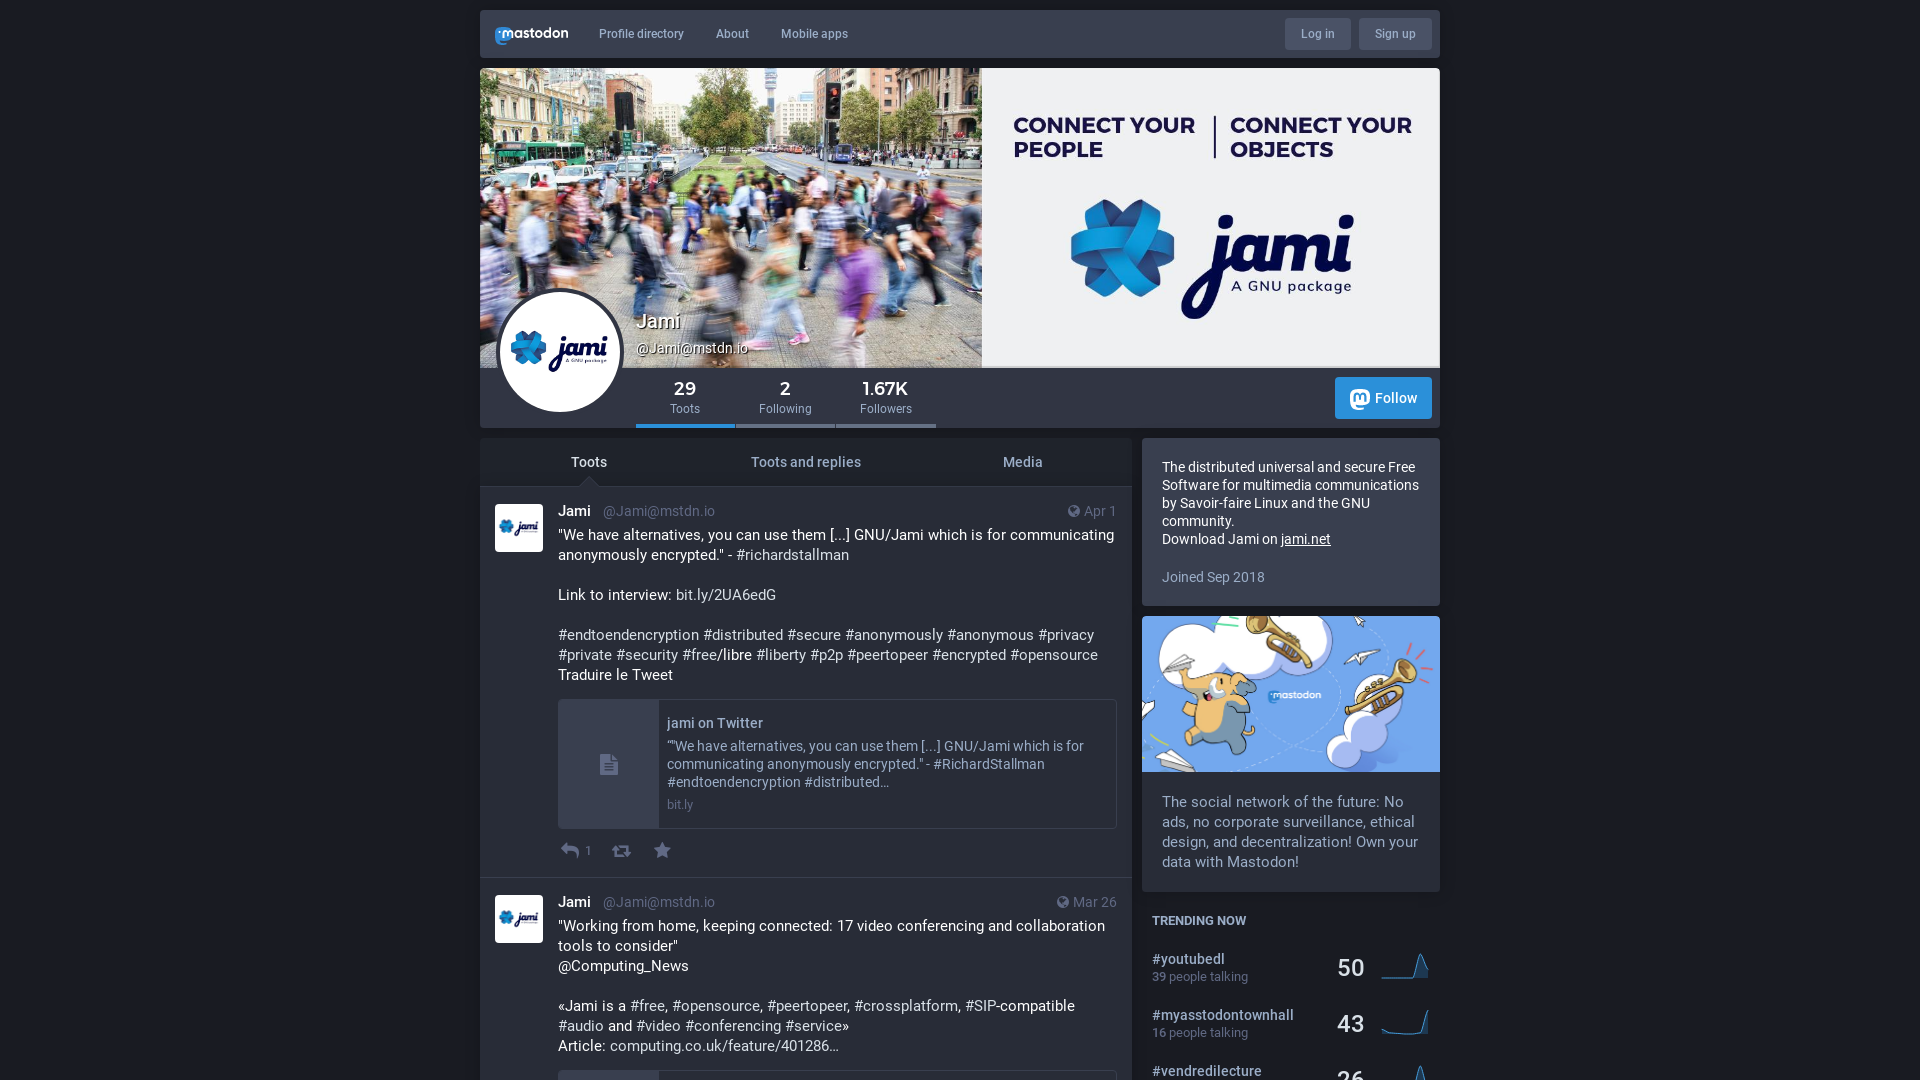 mastodon
Profile directory
About
Mobile apps
Log in
Sign up
CONNECT YOUR
PEOPLE
CONNECT YOUR
OBJECTS
jami
A GNU package
jami
A GNU package
Jami
@Jami@mstdn.io
29
Toots
2
Following
1.67K
Followers
Follow
Toots
Toots and replies
Media
jami
Jami @Jami@mstdn.io
Apr 1
"We have alternatives, you can use them [...] GNU/Jami which is for communicating
anonymously encrypted." - #richardstallman
Link to interview: bit.ly/2UA6edG
#endtoendencryption #distributed #secure #anonymously #anonymous #privacy
#private #security #free/libre #liberty #p2p #peertopeer #encrypted #opensource
Traduire le Tweet
jami on Twitter
“"We have alternatives, you can use them [...] GNU/Jami which is for
communicating anonymously encrypted." - #RichardStallman
#endtoendencryption #distributed…
bit.ly
1
jami
Jami @Jami@mstdn.io
Mar 26
"Working from home, keeping connected: 17 video conferencing and collaboration
tools to consider"
@Computing_News
«Jami is a #free, #opensource, #peertopeer, #crossplatform, #SIP-compatible
#audio and #video #conferencing #service»
Article: computing.co.uk/feature/401286…
The distributed universal and secure Free
Software for multimedia communications
by Savoir-faire Linux and the GNU
community.
Download Jami on jami.net
Joined Sep 2018
mastodon
The social network of the future: No
ads, no corporate surveillance, ethical
design, and decentralization! Own your
data with Mastodon!
TRENDING NOW
#youtubedl
39 people talking
50
#myasstodontownhall
16 people talking
43
#vendredilecture
26